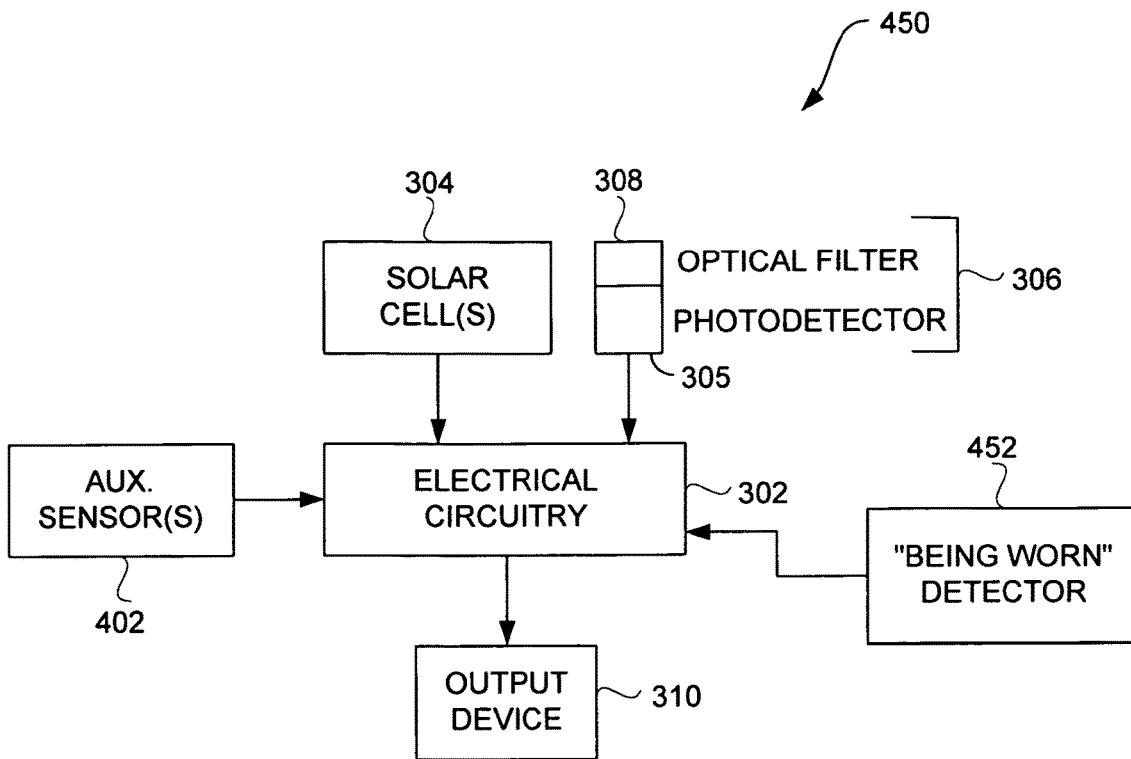 450
304
308
SOLAR
CELL(S)
OPTICAL FILTER
PHOTODETECTOR
306
305
AUX.
SENSOR(S)
402
ELECTRICAL
CIRCUITRY
302
452
"BEING WORN"
DETECTOR
OUTPUT
DEVICE
310